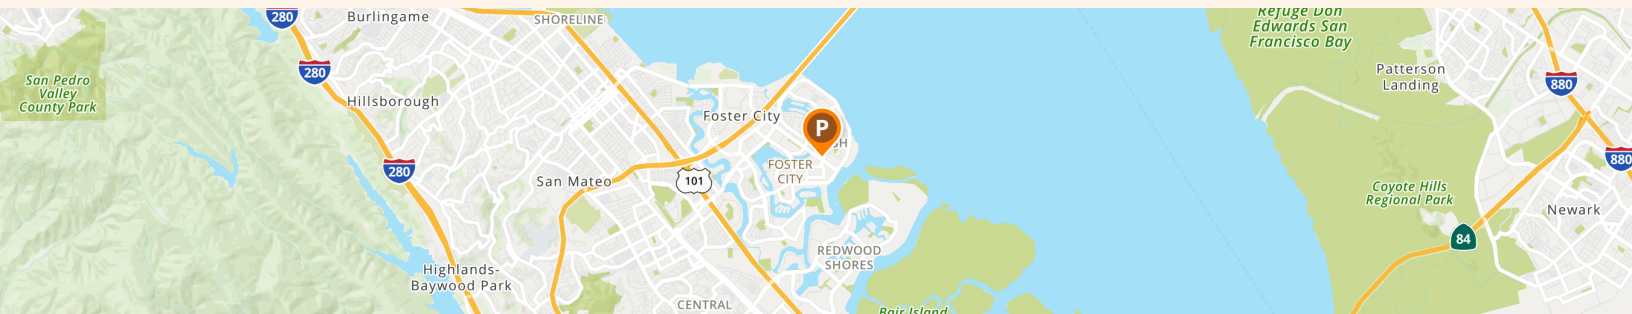 280
Burlingame
SHORELINE
Refuge Don
Edwards San
Francisco Bay
280
San Pedro
Valley
County Park
Hillsborough
Patterson
Landing
880
Foster City
P
280
FOSTER
CITY
880
San Mateo
101
Coyote Hills
Regional Park
Newark
84
REDWOOD
SHORES
Highlands-
Baywood Park
CENTRAL
Bair Island